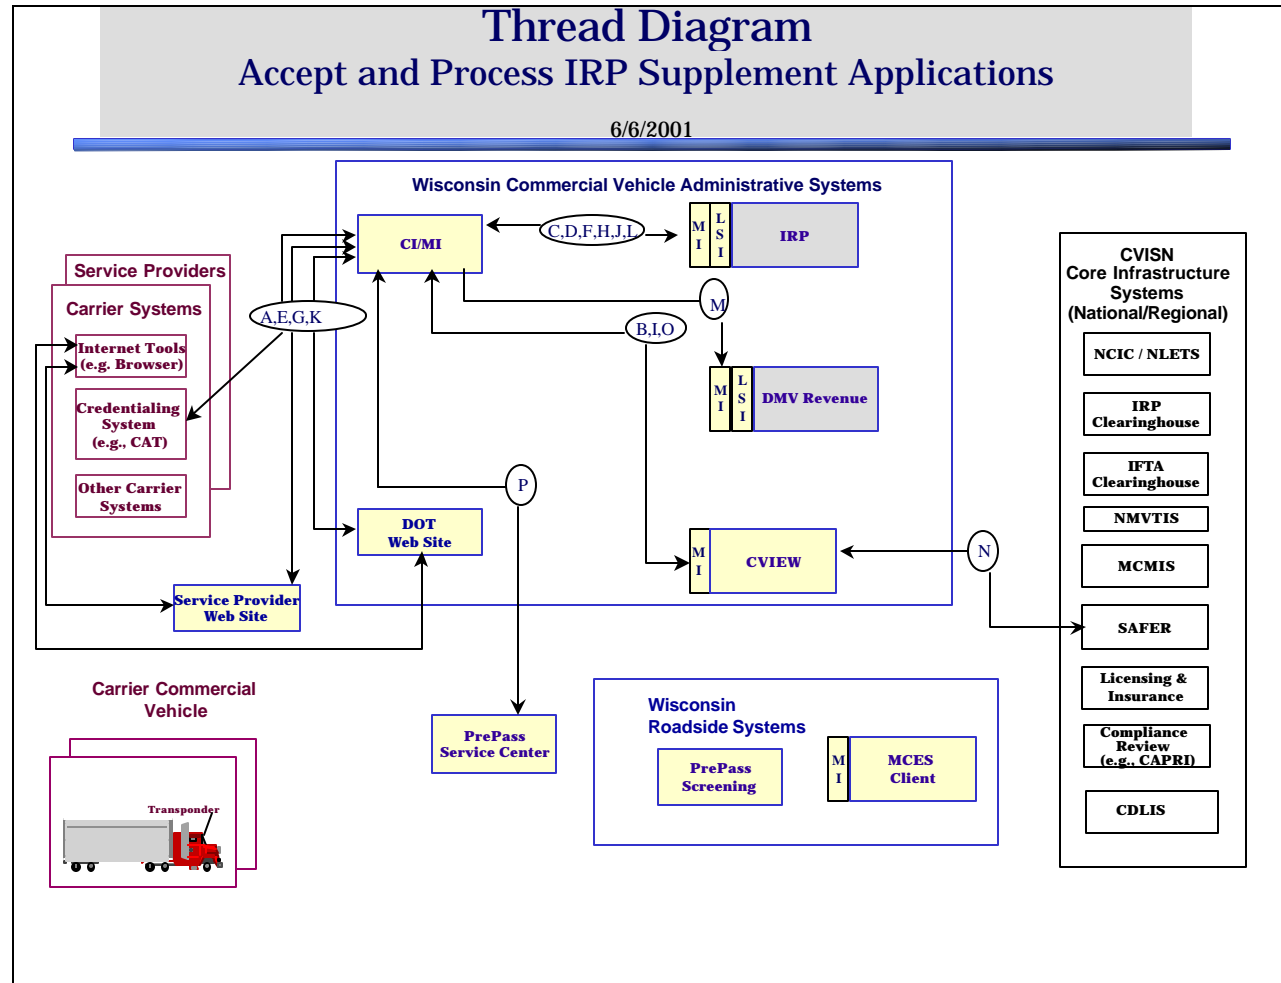 Thread Diagram
Accept and Process IRP Supplement Applications
6/6/2001
Wisconsin Commercial Vehicle Administrative Systems
CI/MI
C,D,F,H,J,L
M
I
L
S
I
IRP
Service Providers
Carrier Systems
Internet Tools
(e.g. Browser)
Credentialing
System
(e.g., CAT)
Other Carrier
Systems
A,E,G,K
M
B,I,O
M
I
L
S
I
DMV Revenue
P
DOT
Web Site
M
I
CVIEW
N
Service Provider
Web Site
CVISN
Core Infrastructure
Systems
(National/Regional)
NCIC / NLETS
IRP
Clearinghouse
IFTA
Clearinghouse
NMVTIS
MCMIS
SAFER
Licensing &
Insurance
Compliance
Review
(e.g., CAPRI)
CDLIS
Carrier Commercial
Vehicle
Transponder
PrePass
Service Center
Wisconsin
Roadside Systems
PrePass
Screening
M
I
MCES
Client